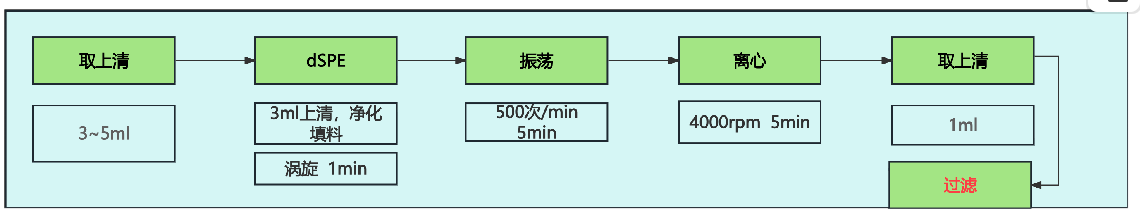 取上清
dSPE
振荡
离心
取上清
3~5ml
3ml上清，净化
填料
涡旋 1min
500次/min
5min
4000rpm 5min
1ml
过滤